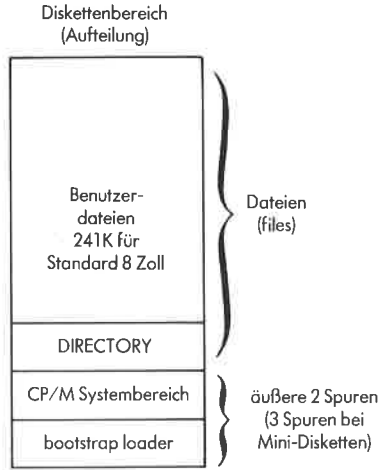 Diskettenbereich
(Aufteilung)
Benutzer-
dateien
241K für
Standard 8 Zoll
Dateien
(files)
DIRECTORY
CP/M Systembereich
bootstrap loader
äußere 2 Spuren
(3 Spuren bei
Mini-Disketten)